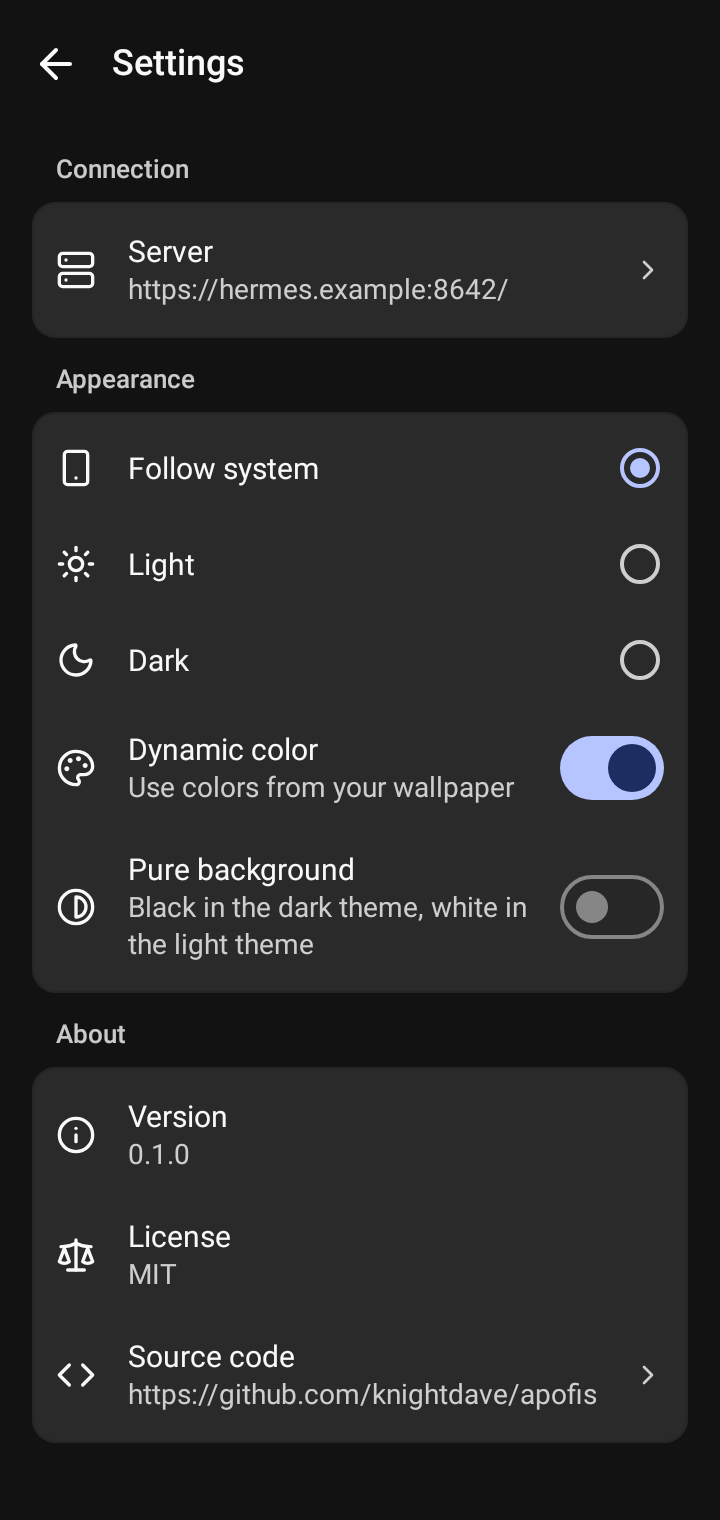 Settings
Connection
Server
https://hermes.example:8642/
Appearance
Follow system
Light
Dark
Dynamic color
Use colors from your wallpaper
Pure background
Black in the dark theme, white in
the light theme
About
Version
0.1.0
License
MIT
Source code
https://github.com/knightdave/apofis